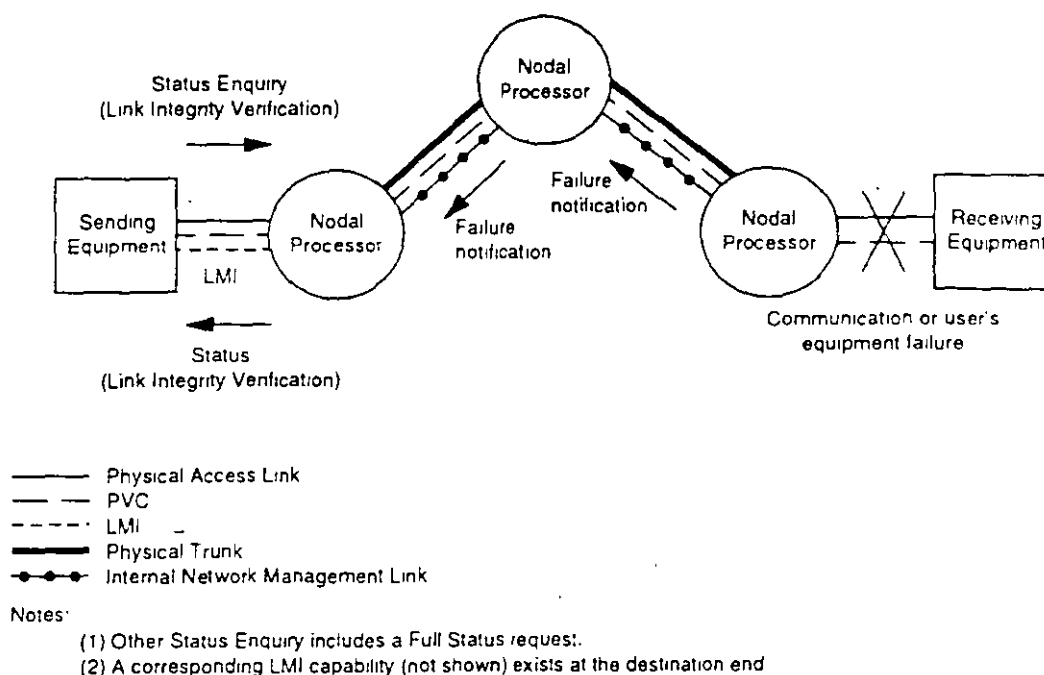 Status Enquiry
(Link Integrity Verification)
Sending
Equipment
LMI
Nodal
Processor
Status
(Link Integrity Verification)
Nodal
Processor
Failure
notification
Failure
notification
Nodal
Processor
Receiving
Equipment
Communication or user's
equipment failure
Physical Access Link
PVC
LMI
Physical Trunk
Internal Network Management Link
Notes:
(1) Other Status Enquiry includes a Full Status request.
(2) A corresponding LMI capability (not shown) exists at the destination end